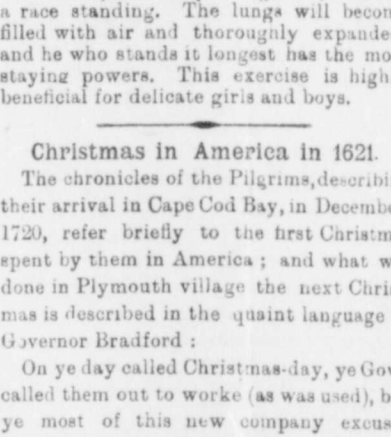 a race standing. The lungs will becom
filled with air and thoroughly expande
and he who stands it longest has the mo
staying powers. This exercise is high
beneficial for delicate girls and boys.
Christmas in America in 1621.
The chronicles of the Pilgrims, describi
their arrival in Cape Cod Bay, in Decembe
1720, refer briefly to the first Christm
spent by them in America ; and what w
done in Plymouth village the next Chri
mas is described in the quaint language
Governor Bradford :
On ye day called Christmas-day, ye Gov
called them out to worke (as was used), b
ye most of this new company excus